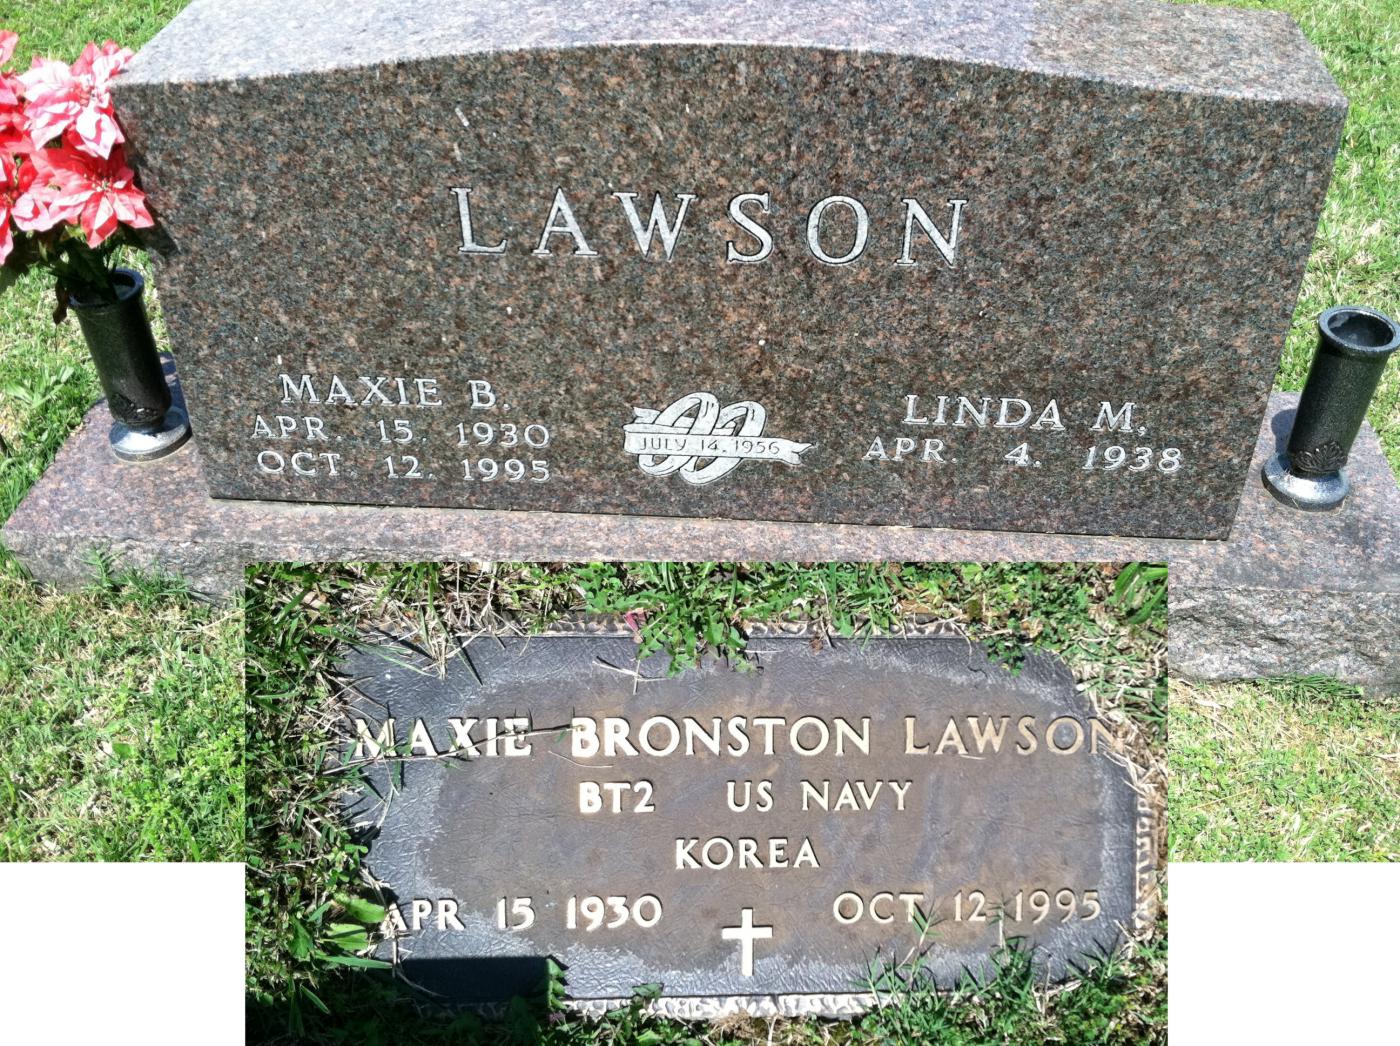 LAWSON
MAXIE B.
APR. 15. 1930
OCT. 12. 1995
JULY 14, 1956
LINDA M.
APR. 4. 1938
MAXIE BRONSTON LAWSON
BT2 US NAVY
KOREA
APR 15 1930 OCT 12 1995